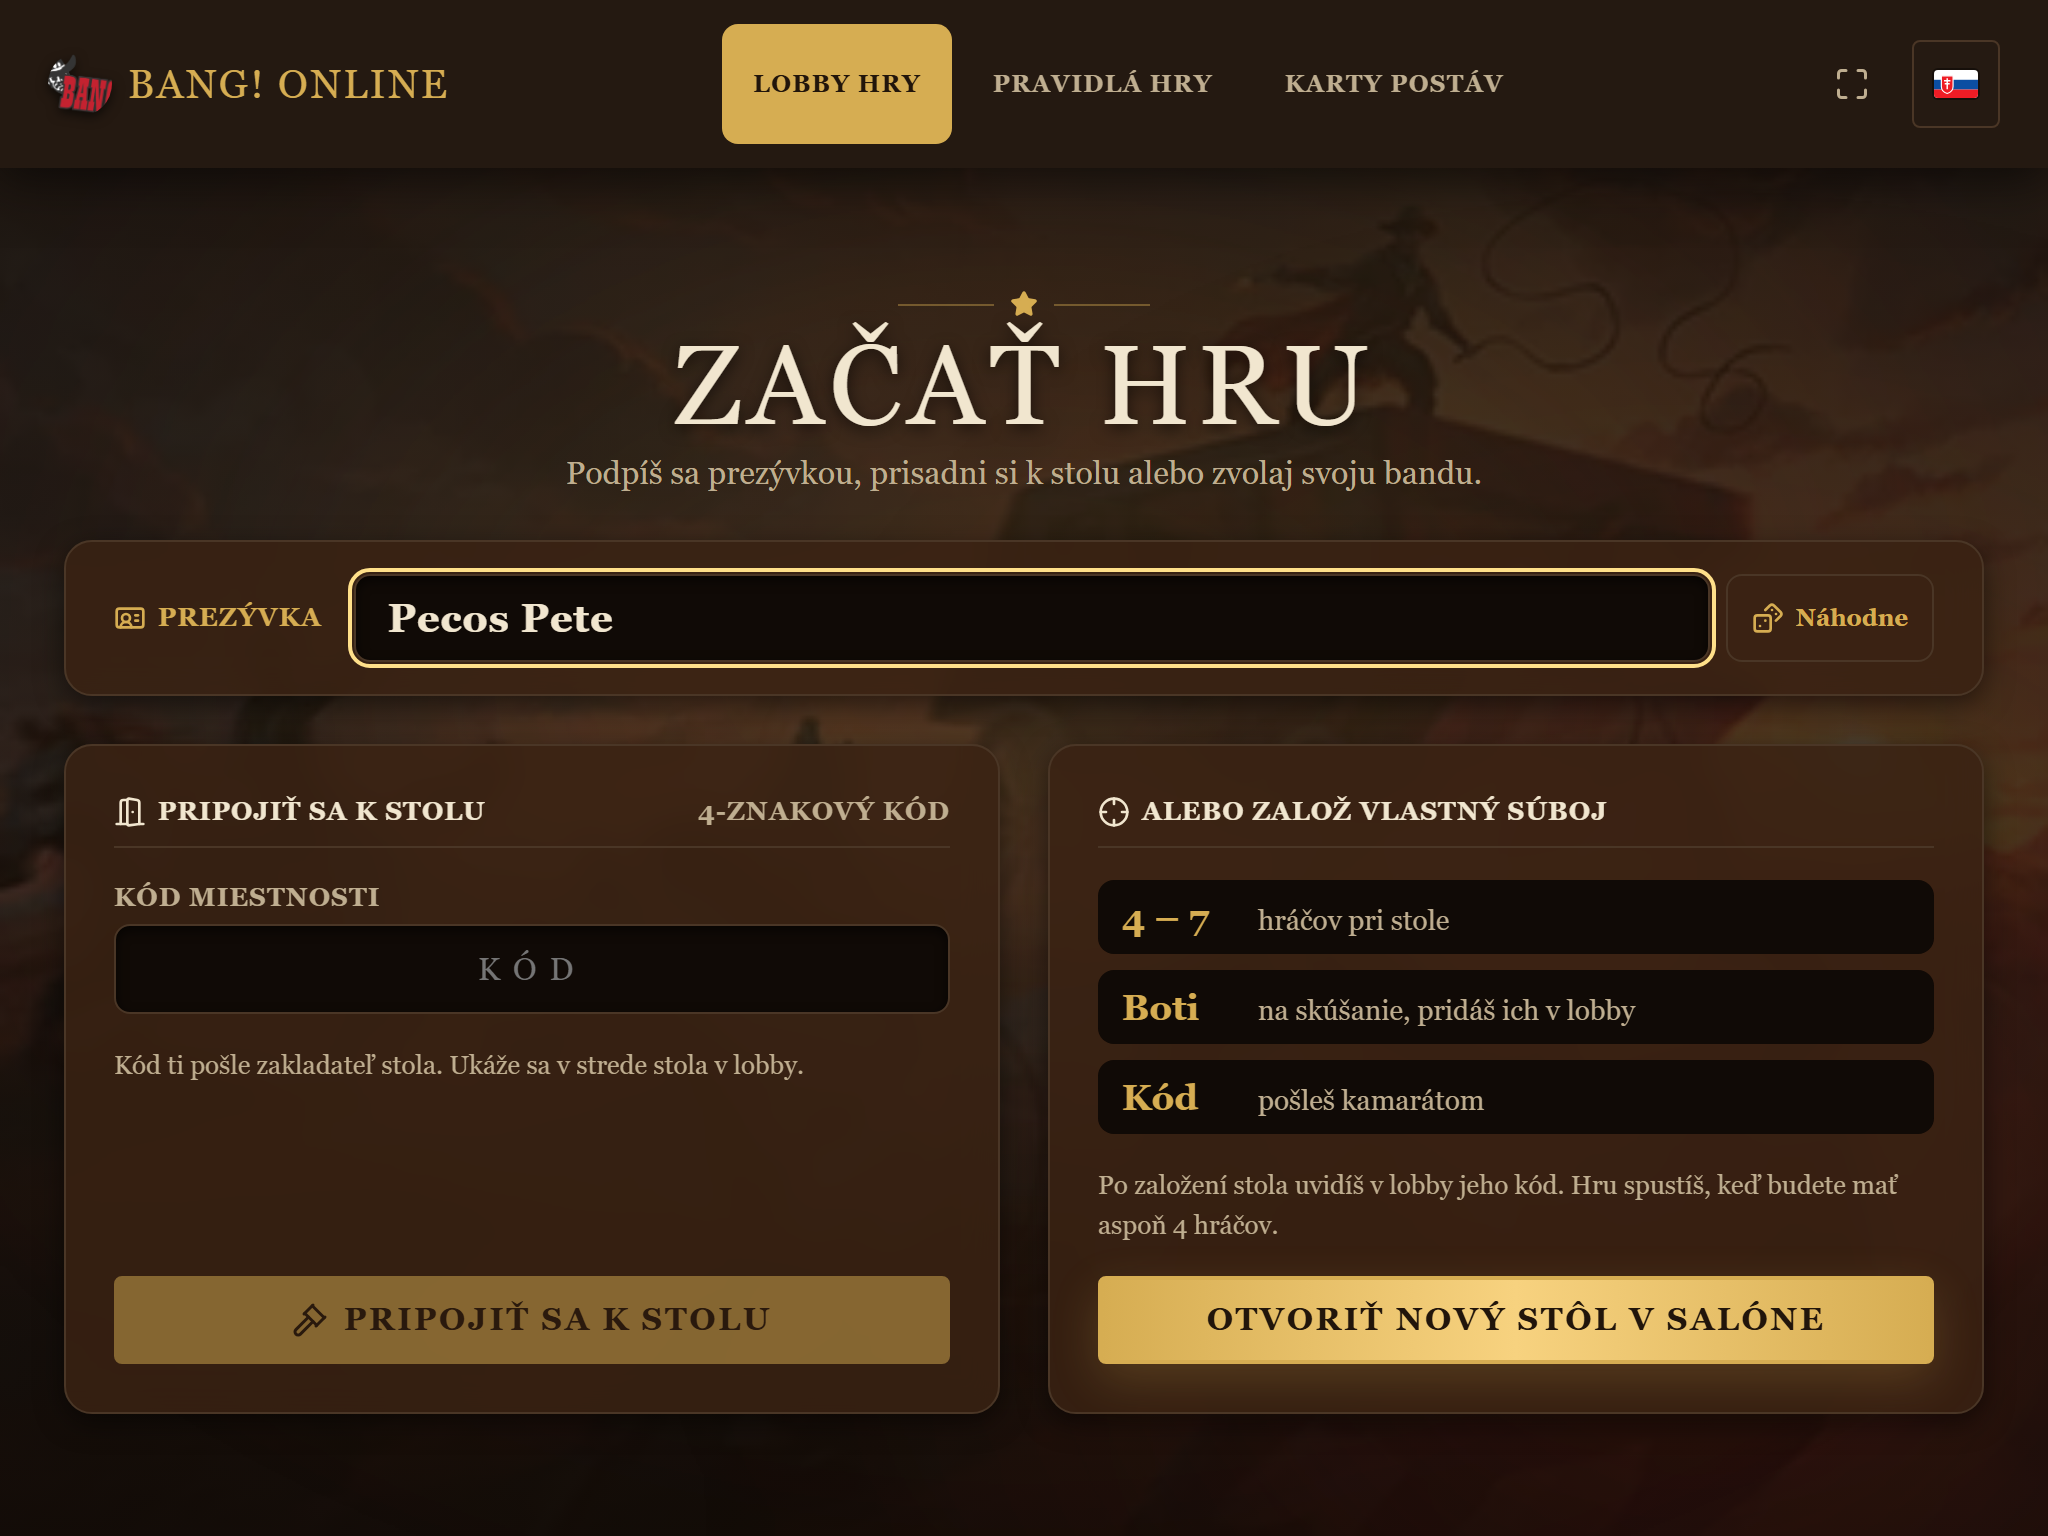 BANG! ONLINE
LOBBY HRY
PRAVIDLÁ HRY
KARTY POSTÁV
ZAČAŤ HRU
Podpíš sa prezývkou, prisadni si k stolu alebo zvolaj svoju bandu.
PREZÝVKA
Pecos Pete
Náhodne
PRIPOJIŤ SA K STOLU
4-ZNAKOVÝ KÓD
KÓD MIESTNOSTI
KÓD
Kód ti pošle zakladateľ stola. Ukáže sa v strede stola v lobby.
PRIPOJIŤ SA K STOLU
ALEBO ZALOŽ VLASTNÝ SÚBOJ
4 – 7 hráčov pri stole
Boti na skúšanie, pridáš ich v lobby
Kód pošleš kamarátom
Po založení stola uvidíš v lobby jeho kód. Hru spustíš, keď budete mať
aspoň 4 hráčov.
OTVORIŤ NOVÝ STÔL V SALÓNE